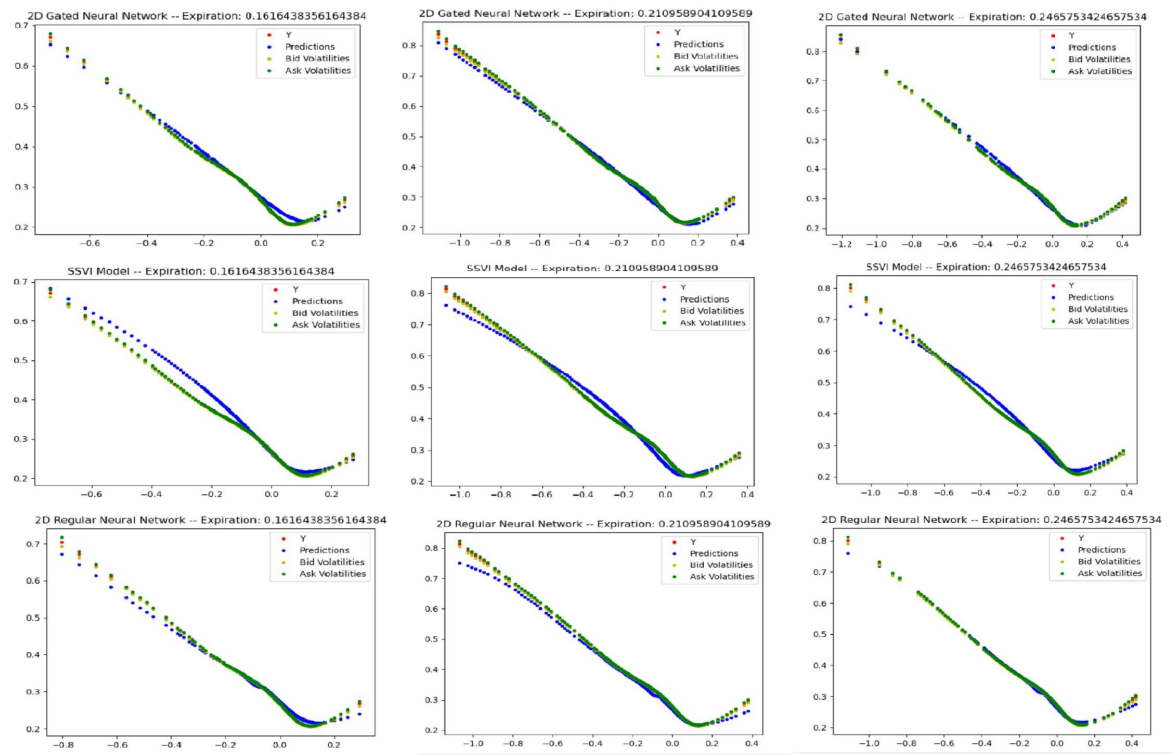 2D Gated Neural Network -- Expiration: 0.1616438356164384
Y
Predictions
Bid Volatilities
Ask Volatilities
0.7
0.6
0.5
0.4
0.3
0.2
−0.6 −0.4 −0.2 0.0 0.2
2D Gated Neural Network -- Expiration: 0.210958904109589
Y
Predictions
Bid Volatilities
Ask Volatilities
0.8
0.7
0.6
0.5
0.4
0.3
0.2
−1.0 −0.8 −0.6 −0.4 −0.2 0.0 0.2 0.4
2D Gated Neural Network -- Expiration: 0.2465753424657534
Y
Predictions
Bid Volatilities
Ask Volatilities
0.8
0.7
0.6
0.5
0.4
0.3
0.2
−1.2 −1.0 −0.8 −0.6 −0.4 −0.2 0.0 0.2 0.4
SSVI Model -- Expiration: 0.1616438356164384
Y
Predictions
Bid Volatilities
Ask Volatilities
0.7
0.6
0.5
0.4
0.3
0.2
−0.6 −0.4 −0.2 0.0 0.2
SSVI Model -- Expiration: 0.210958904109589
Y
Predictions
Bid Volatilities
Ask Volatilities
0.8
0.7
0.6
0.5
0.4
0.3
0.2
−1.0 −0.8 −0.6 −0.4 −0.2 0.0 0.2 0.4
SSVI Model -- Expiration: 0.2465753424657534
Y
Predictions
Bid Volatilities
Ask Volatilities
0.8
0.7
0.6
0.5
0.4
0.3
0.2
−1.0 −0.8 −0.6 −0.4 −0.2 0.0 0.2 0.4
2D Regular Neural Network -- Expiration: 0.1616438356164384
Y
Predictions
Bid Volatilities
Ask Volatilities
0.7
0.6
0.5
0.4
0.3
0.2
−0.8 −0.6 −0.4 −0.2 0.0 0.2
2D Regular Neural Network -- Expiration: 0.210958904109589
Y
Predictions
Bid Volatilities
Ask Volatilities
0.8
0.7
0.6
0.5
0.4
0.3
0.2
−1.0 −0.8 −0.6 −0.4 −0.2 0.0 0.2 0.4
2D Regular Neural Network -- Expiration: 0.2465753424657534
Y
Predictions
Bid Volatilities
Ask Volatilities
0.8
0.7
0.6
0.5
0.4
0.3
0.2
−1.0 −0.8 −0.6 −0.4 −0.2 0.0 0.2 0.4